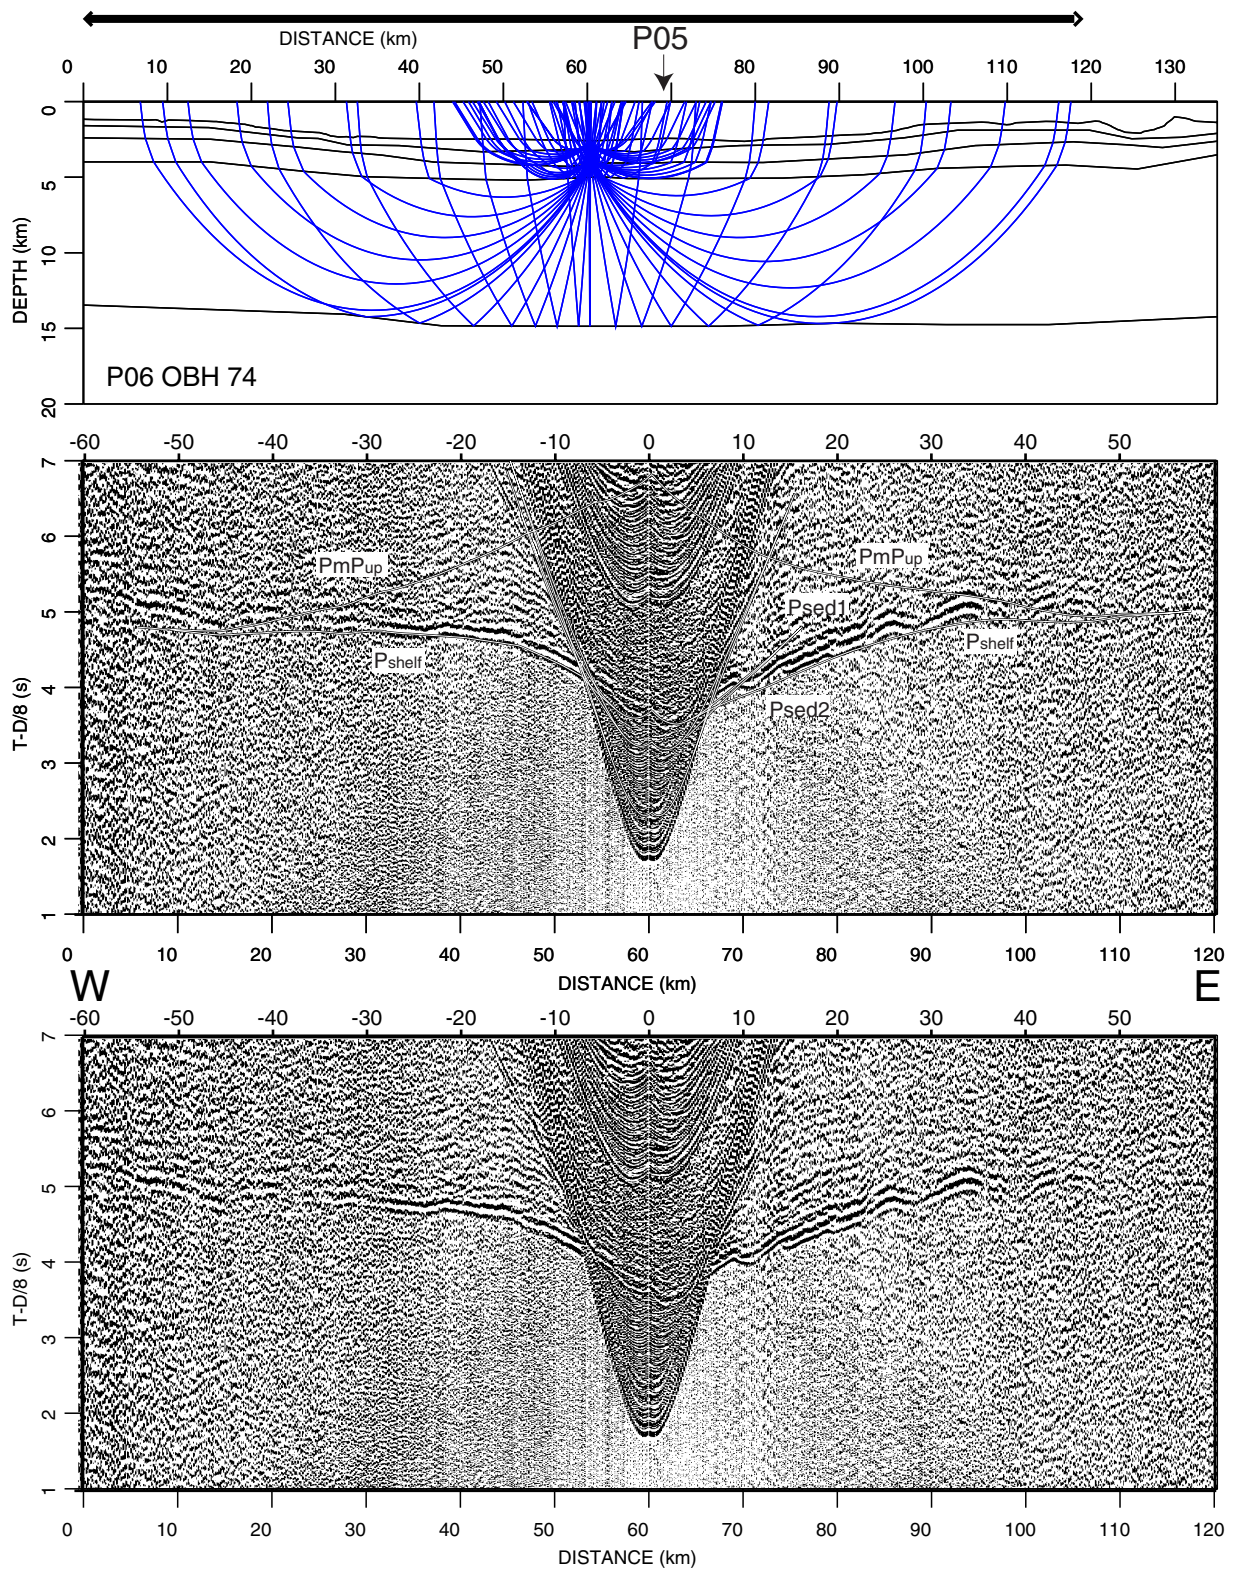 DISTANCE (km)
P05
0 10 20 30 40 50 60 80 90 100 110 120 130
0
5
10
15
20
DEPTH (km)
P06 OBH 74
-60 -50 -40 -30 -20 -10 0 10 20 30 40 50
7
6
5
4
3
2
1
T-D/8 (s)
PmPup
PmPup
Psed1
Pshelf
Pshelf
Psed2
0 10 20 30 40 50 60 70 80 90 100 110 120
DISTANCE (km)
W E
-60 -50 -40 -30 -20 -10 0 10 20 30 40 50
7
6
5
4
3
2
1
T-D/8 (s)
0 10 20 30 40 50 60 70 80 90 100 110 120
DISTANCE (km)